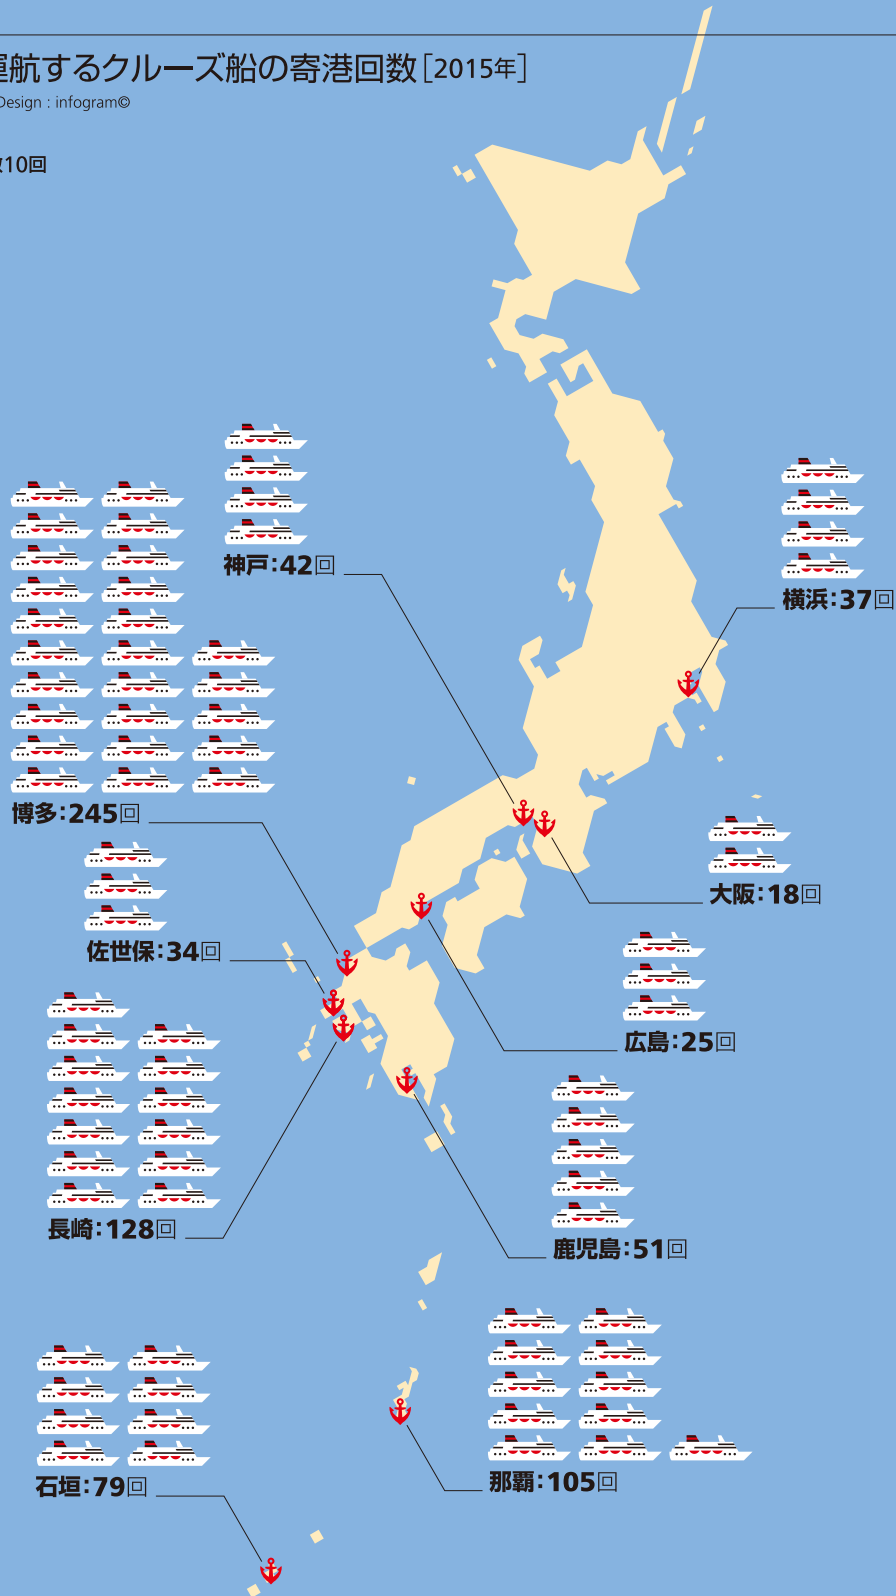 運航するクルーズ船の寄港回数［2015年］
Design : infogram©
数10回
神戸：42回
横浜：37回
博多：245回
大阪：18回
佐世保：34回
広島：25回
長崎：128回
鹿児島：51回
石垣：79回
那覇：105回